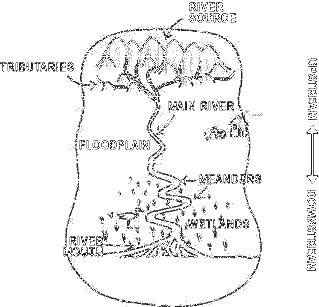 RIVER
SOURCE
TRIBUTARIES
MAIN RIVER
UPSTREAM
FLOODPLAIN
MEANDERS
WETLANDS
DOWNSTREAM
RIVER
MOUTH